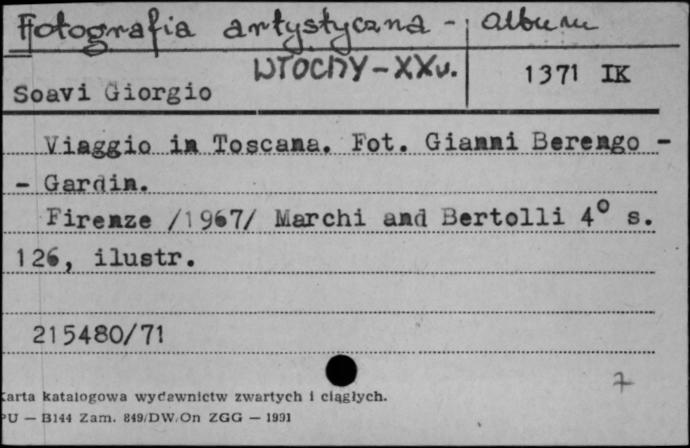 Fotografia artystyczna - album
WŁOCHY - XXw.
1371 IK
Soavi Giorgio
Viaggio in Toscana. Fot. Gianni Berengo -
- Gardin.
Firenze /1967/ Marchi and Bertolli 4° s.
126, ilustr.
215480/71
7
Karta katalogowa wydawnictw zwartych i ciągłych.
PU — B144 Zam. 849/DW/On ZGG — 1991